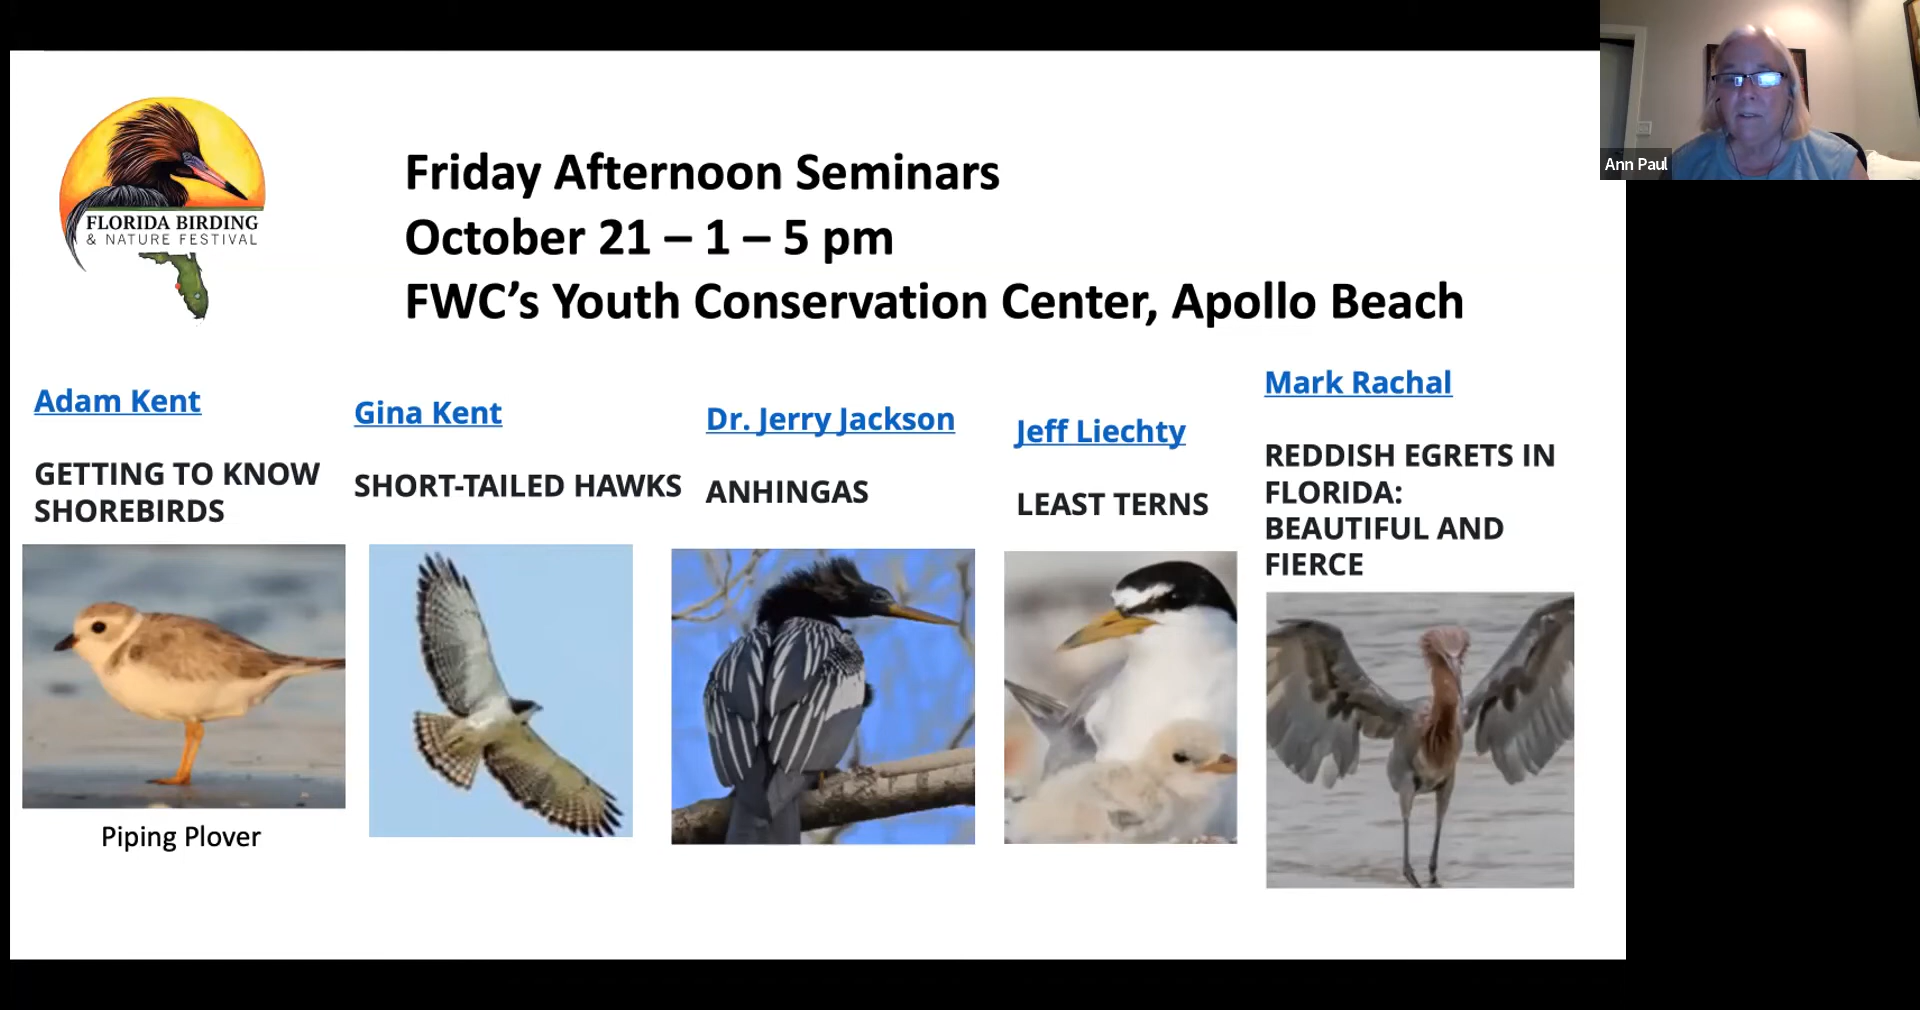 Ann Paul
FLORIDA BIRDING
& NATURE FESTIVAL
Friday Afternoon Seminars
October 21 – 1 – 5 pm
FWC’s Youth Conservation Center, Apollo Beach
Adam Kent
GETTING TO KNOW
SHOREBIRDS
Piping Plover
Gina Kent
SHORT-TAILED HAWKS
Dr. Jerry Jackson
ANHINGAS
Jeff Liechty
LEAST TERNS
Mark Rachal
REDDISH EGRETS IN
FLORIDA:
BEAUTIFUL AND
FIERCE